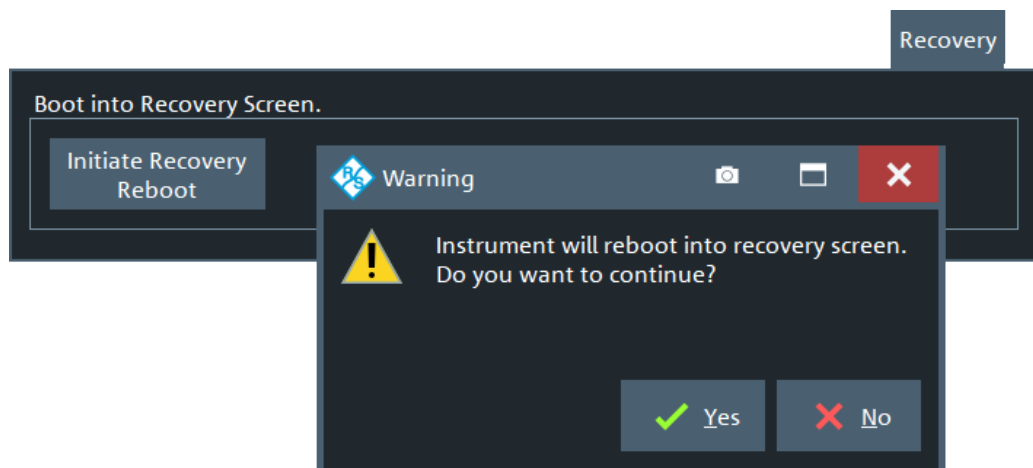 Recovery
Boot into Recovery Screen.
Initiate Recovery
Reboot
R/S
Warning
Instrument will reboot into recovery screen.
Do you want to continue?
Yes
No